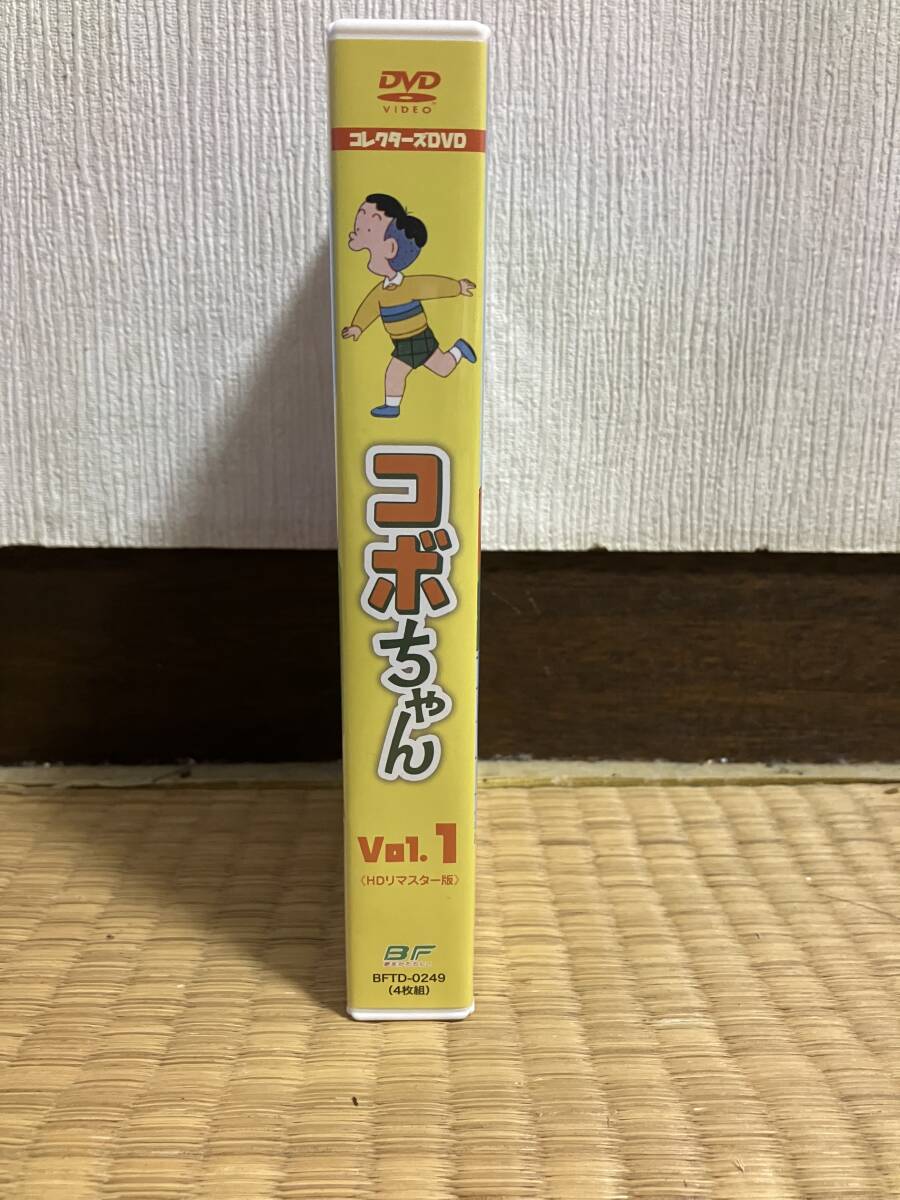 DVD
VIDEO
コレクターズDVD
コボちゃん
Vol.1
〈HDリマスター版〉
BF
BFTD-0249
(4枚組)